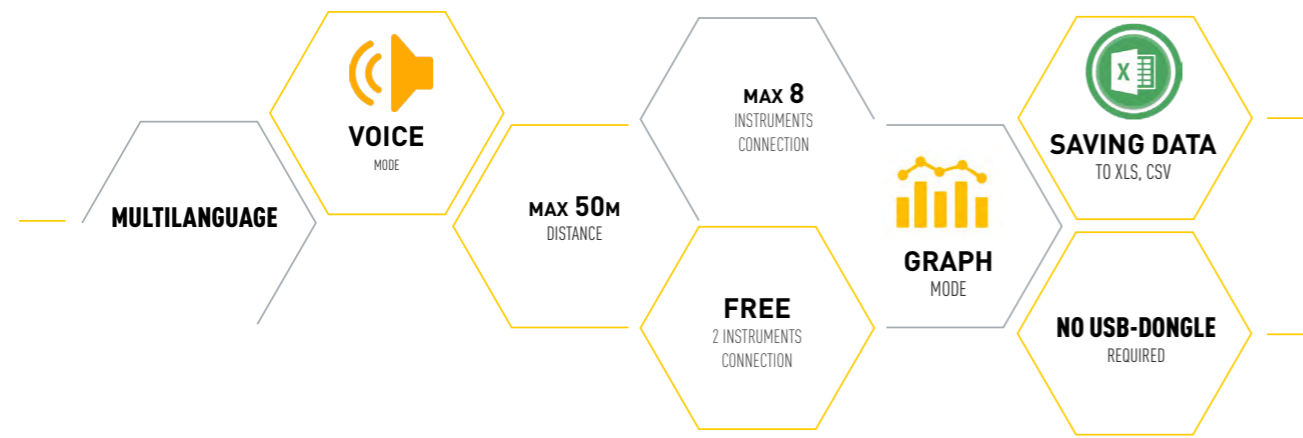 MULTILANGUAGE
VOICE
MODE
MAX 50M
DISTANCE
MAX 8
INSTRUMENTS
CONNECTION
FREE
2 INSTRUMENTS
CONNECTION
GRAPH
MODE
X
SAVING DATA
TO XLS, CSV
NO USB-DONGLE
REQUIRED